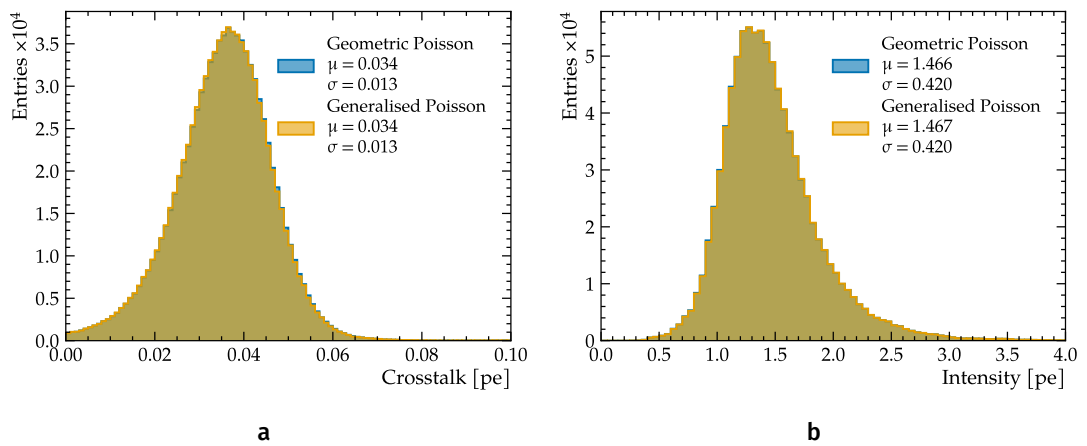 Entries ×10⁴
3.5
3.0
2.5
2.0
1.5
1.0
0.5
0.0
0.00
0.02
0.04
0.06
0.08
0.10
Crosstalk [pe]
Geometric Poisson
μ = 0.034
σ = 0.013
Generalised Poisson
μ = 0.034
σ = 0.013
a
Entries ×10⁴
5
4
3
2
1
0
0.0
0.5
1.0
1.5
2.0
2.5
3.0
3.5
4.0
Intensity [pe]
Geometric Poisson
μ = 1.466
σ = 0.420
Generalised Poisson
μ = 1.467
σ = 0.420
b